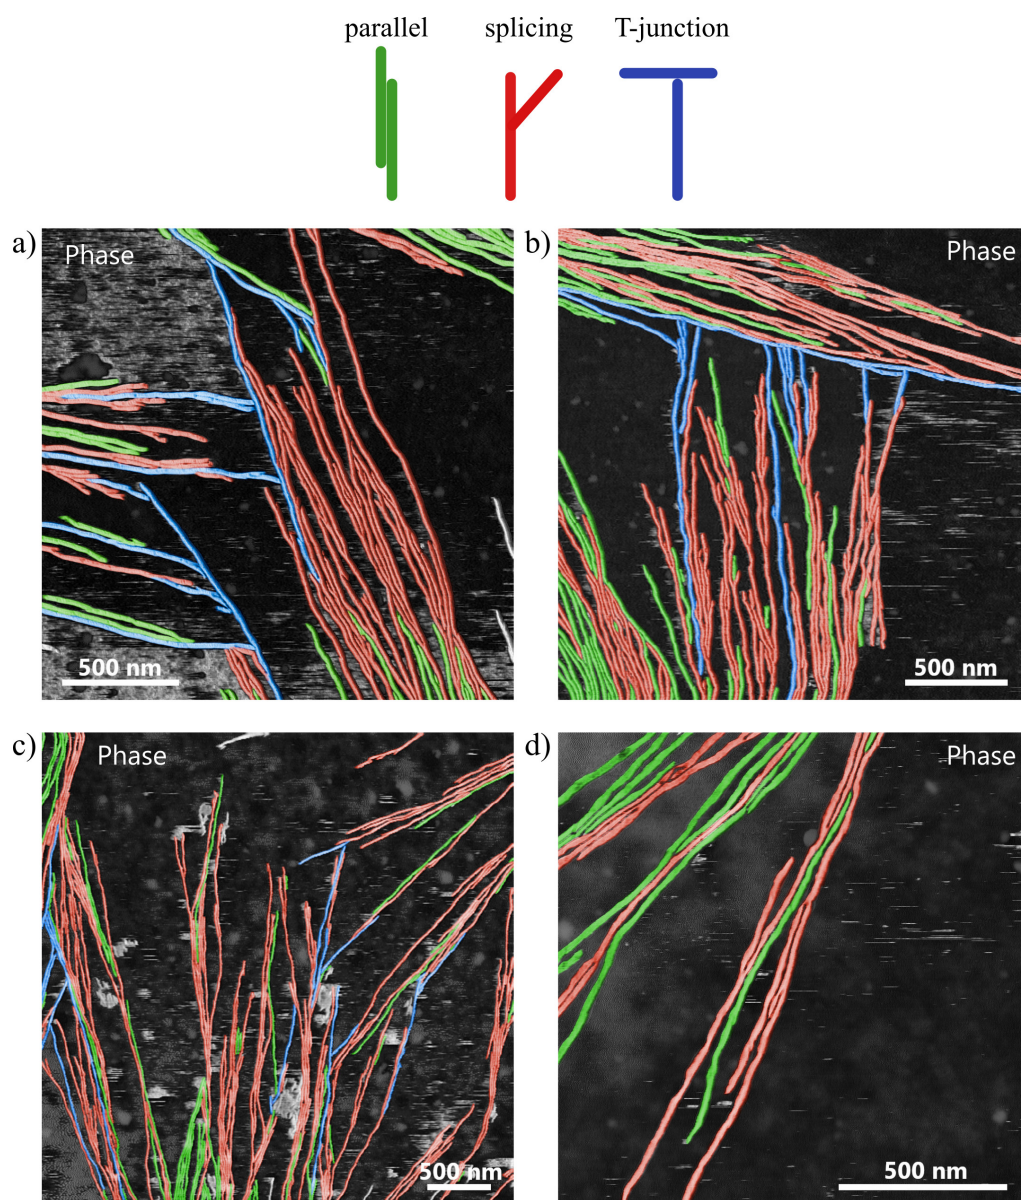 parallel splicing T-junction
a) Phase
500 nm
b) Phase
500 nm
c) Phase
500 nm
d) Phase
500 nm